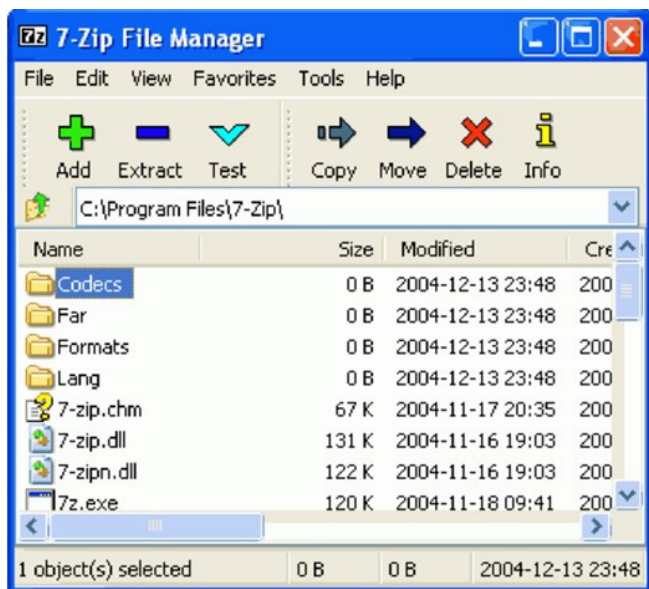 7z 7-Zip File Manager
File Edit View Favorites Tools Help
Add Extract Test Copy Move Delete Info
C:\Program Files\7-Zip\
Name Size Modified Cre
Codecs 0 B 2004-12-13 23:48 200
Far 0 B 2004-12-13 23:48 200
Formats 0 B 2004-12-13 23:48 200
Lang 0 B 2004-12-13 23:48 200
7-zip.chm 67 K 2004-11-17 20:35 200
7-zip.dll 131 K 2004-11-16 19:03 200
7-zipn.dll 122 K 2004-11-16 19:03 200
7z.exe 120 K 2004-11-18 09:41 200
1 object(s) selected 0 B 0 B 2004-12-13 23:48